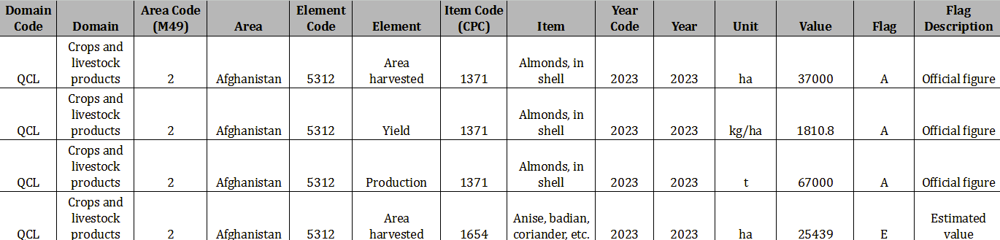 Domain Code | Domain | Area Code (M49) | Area | Element Code | Element | Item Code (CPC) | Item | Year Code | Year | Unit | Value | Flag | Flag Description
QCL | Crops and livestock products | 2 | Afghanistan | 5312 | Area harvested | 1371 | Almonds, in shell | 2023 | 2023 | ha | 37000 | A | Official figure
QCL | Crops and livestock products | 2 | Afghanistan | 5312 | Yield | 1371 | Almonds, in shell | 2023 | 2023 | kg/ha | 1810.8 | A | Official figure
QCL | Crops and livestock products | 2 | Afghanistan | 5312 | Production | 1371 | Almonds, in shell | 2023 | 2023 | t | 67000 | A | Official figure
QCL | Crops and livestock products | 2 | Afghanistan | 5312 | Area harvested | 1654 | Anise, badian, coriander, etc. | 2023 | 2023 | ha | 25439 | E | Estimated value